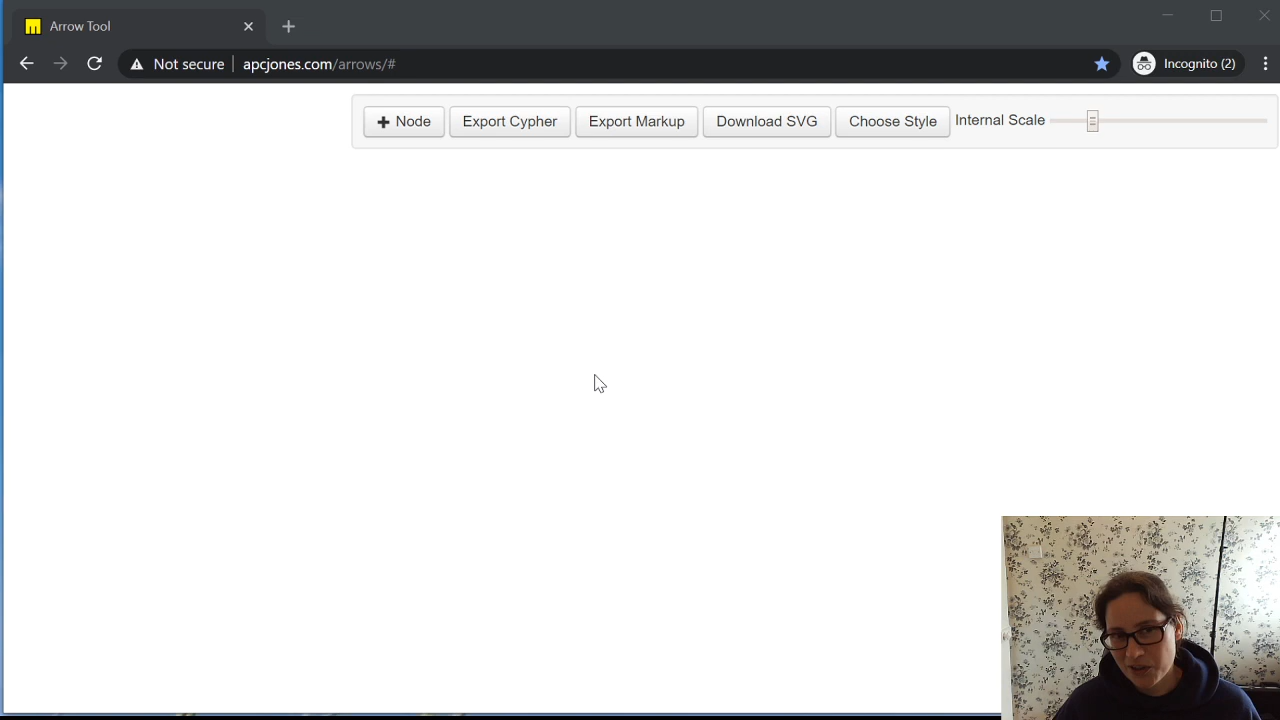 Arrow Tool
Not secure apcjones.com/arrows/# Incognito (2)
Node Export Cypher Export Markup Download SVG Choose Style Internal Scale